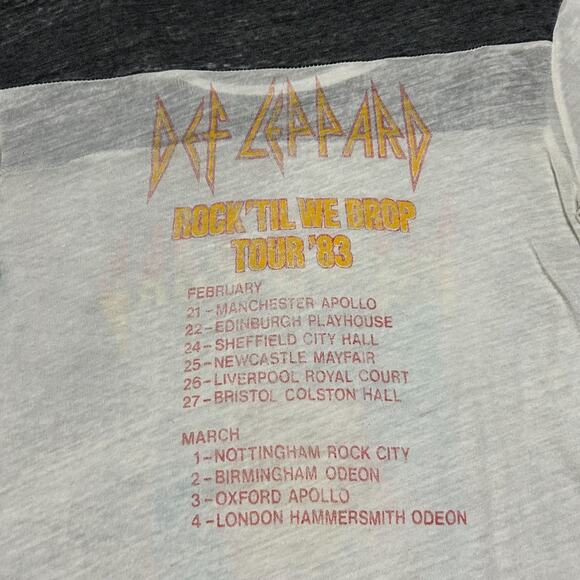 DEF LEPPARD
ROCK 'TIL WE DROP
TOUR '83
FEBRUARY
21-MANCHESTER APOLLO
22-EDINBURGH PLAYHOUSE
24-SHEFFIELD CITY HALL
25-NEWCASTLE MAYFAIR
26-LIVERPOOL ROYAL COURT
27-BRISTOL COLSTON HALL
MARCH
1-NOTTINGHAM ROCK CITY
2-BIRMINGHAM ODEON
3-OXFORD APOLLO
4-LONDON HAMMERSMITH ODEON